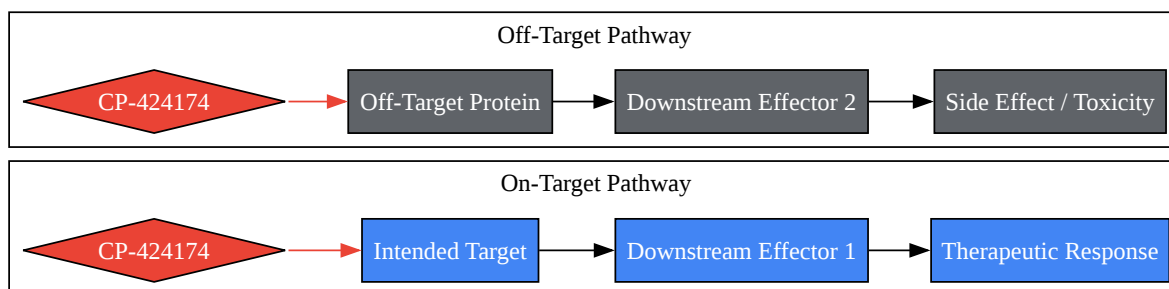 Off-Target Pathway
CP-424174
Off-Target Protein
Downstream Effector 2
Side Effect / Toxicity
On-Target Pathway
CP-424174
Intended Target
Downstream Effector 1
Therapeutic Response